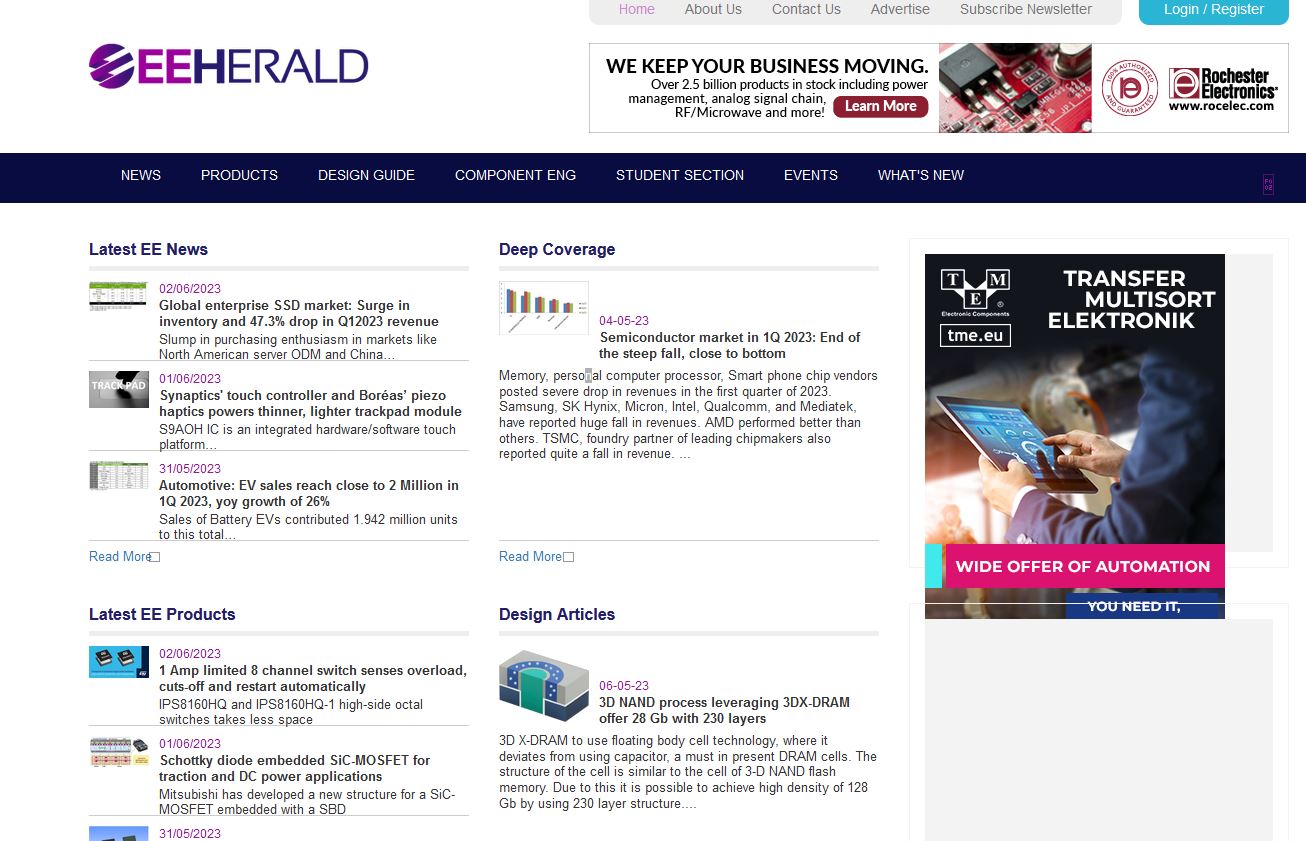 Home About Us Contact Us Advertise Subscribe Newsletter Login / Register
EEHERALD
WE KEEP YOUR BUSINESS MOVING.
Over 2.5 billion products in stock including power
management, analog signal chain,
RF/Microwave and more!
Learn More
100% AUTHORIZED
AND GUARANTEED
Rochester
Electronics
www.rocelec.com
NEWS PRODUCTS DESIGN GUIDE COMPONENT ENG STUDENT SECTION EVENTS WHAT'S NEW
Latest EE News
02/06/2023
Global enterprise SSD market: Surge in
inventory and 47.3% drop in Q12023 revenue
Slump in purchasing enthusiasm in markets like
North American server ODM and China...
TRACK PAD
01/06/2023
Synaptics' touch controller and Boréas' piezo
haptics powers thinner, lighter trackpad module
S9AOH IC is an integrated hardware/software touch
platform...
31/05/2023
Automotive: EV sales reach close to 2 Million in
1Q 2023, yoy growth of 26%
Sales of Battery EVs contributed 1.942 million units
to this total...
Read More
Deep Coverage
04-05-23
Semiconductor market in 1Q 2023: End of
the steep fall, close to bottom
Memory, personal computer processor, Smart phone chip vendors
posted severe drop in revenues in the first quarter of 2023.
Samsung, SK Hynix, Micron, Intel, Qualcomm, and Mediatek,
have reported huge fall in revenues. AMD performed better than
others. TSMC, foundry partner of leading chipmakers also
reported quite a fall in revenue. ...
Read More
TME
Electronic Components
tme.eu
TRANSFER
MULTISORT
ELEKTRONIK
WIDE OFFER OF AUTOMATION
YOU NEED IT,
Latest EE Products
02/06/2023
1 Amp limited 8 channel switch senses overload,
cuts-off and restart automatically
IPS8160HQ and IPS8160HQ-1 high-side octal
switches takes less space
01/06/2023
Schottky diode embedded SiC-MOSFET for
traction and DC power applications
Mitsubishi has developed a new structure for a SiC-
MOSFET embedded with a SBD
31/05/2023
Design Articles
06-05-23
3D NAND process leveraging 3DX-DRAM
offer 28 Gb with 230 layers
3D X-DRAM to use floating body cell technology, where it
deviates from using capacitor, a must in present DRAM cells. The
structure of the cell is similar to the cell of 3-D NAND flash
memory. Due to this it is possible to achieve high density of 128
Gb by using 230 layer structure....